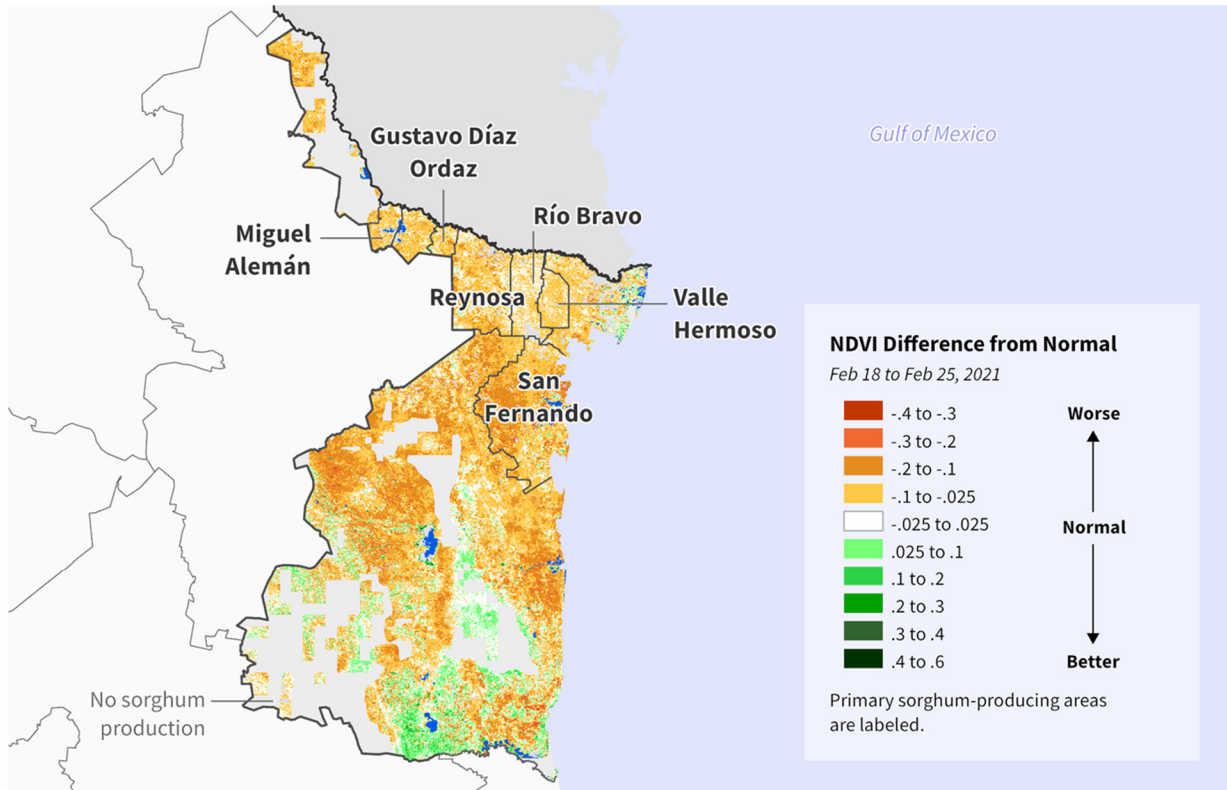 Gulf of Mexico
Gustavo Díaz
Ordaz
Río Bravo
Miguel
Alemán
Reynosa
Valle
Hermoso
San
Fernando
No sorghum
production
NDVI Difference from Normal
Feb 18 to Feb 25, 2021
-.4 to -.3
-.3 to -.2
-.2 to -.1
-.1 to -.025
-.025 to .025
.025 to .1
.1 to .2
.2 to .3
.3 to .4
.4 to .6
Worse
Normal
Better
Primary sorghum-producing areas
are labeled.